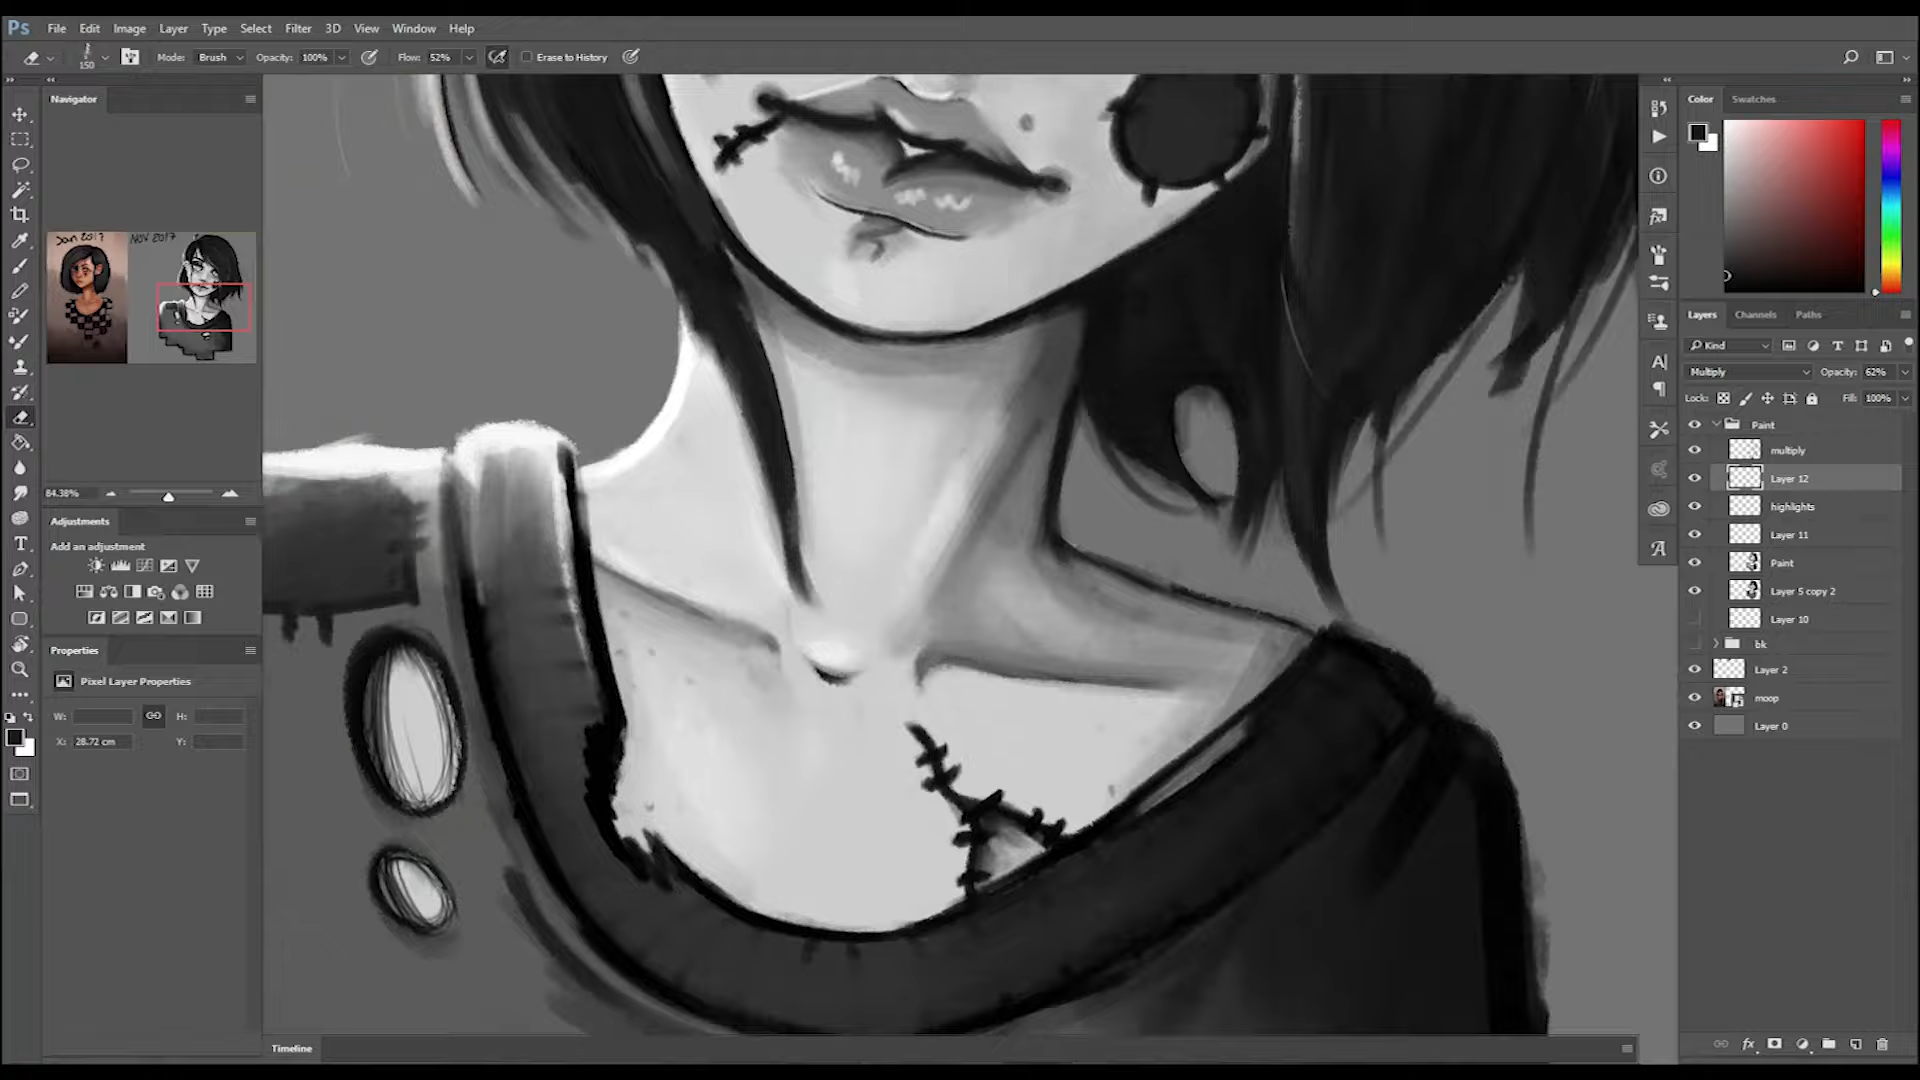 Ps File Edit Image Layer Type Select Filter 3D View Window Help
150 Mode: Brush Opacity: 100% Flow: 52% Erase to History
Navigator
Jan 2017 NOV 2017
84.38%
Adjustments
Add an adjustment
Properties
Pixel Layer Properties
W: H:
X: 28.72 cm Y:
Timeline
Color Swatches
Layers Channels Paths
Kind
Multiply Opacity: 62%
Lock: Fill: 100%
Paint
multiply
Layer 12
highlights
Layer 11
Paint
Layer 5 copy 2
Layer 10
bk
Layer 2
moop
Layer 0